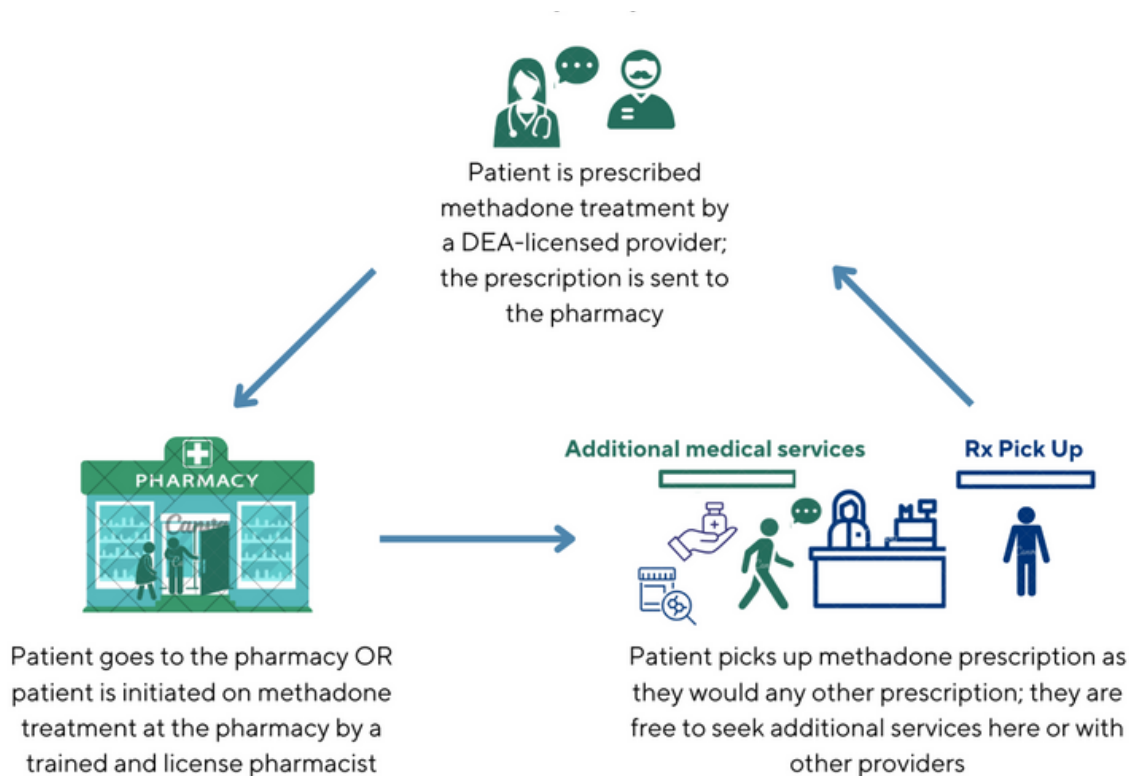 Patient is prescribed
methadone treatment by
a DEA-licensed provider;
the prescription is sent to
the pharmacy
PHARMACY
Canva
Patient goes to the pharmacy OR
patient is initiated on methadone
treatment at the pharmacy by a
trained and license pharmacist
Additional medical services
Rx Pick Up
Patient picks up methadone prescription as
they would any other prescription; they are
free to seek additional services here or with
other providers